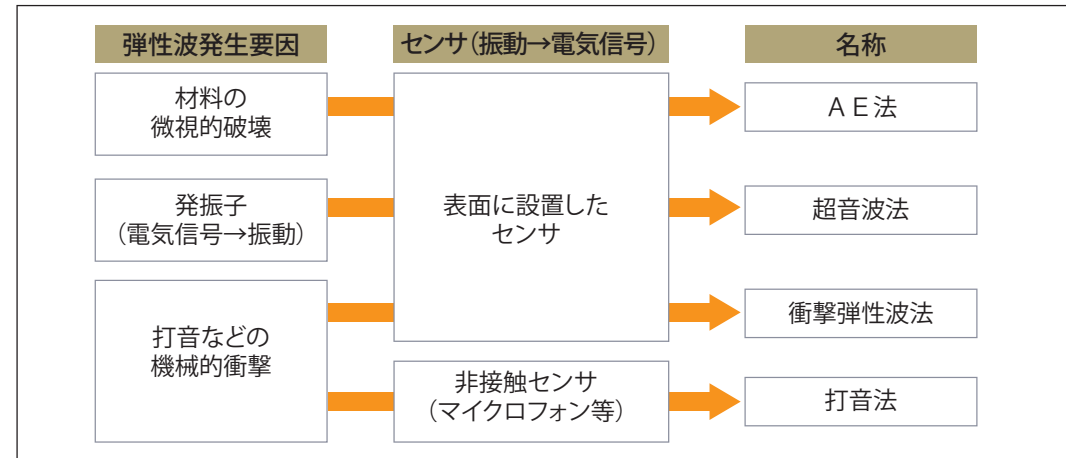 弾性波発生要因
センサ（振動→電気信号）
名称
材料の
微視的破壊
発振子
（電気信号→振動）
打音などの
機械的衝撃
表面に設置した
センサ
非接触センサ
（マイクロフォン等）
ＡＥ法
超音波法
衝撃弾性波法
打音法